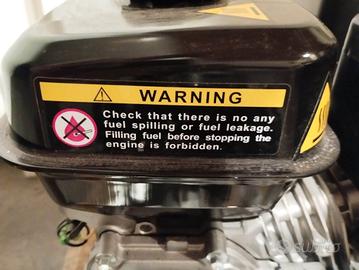 WARNING
Check that there is no any
fuel spilling or fuel leakage.
Filling fuel before stopping the
engine is forbidden.
subito